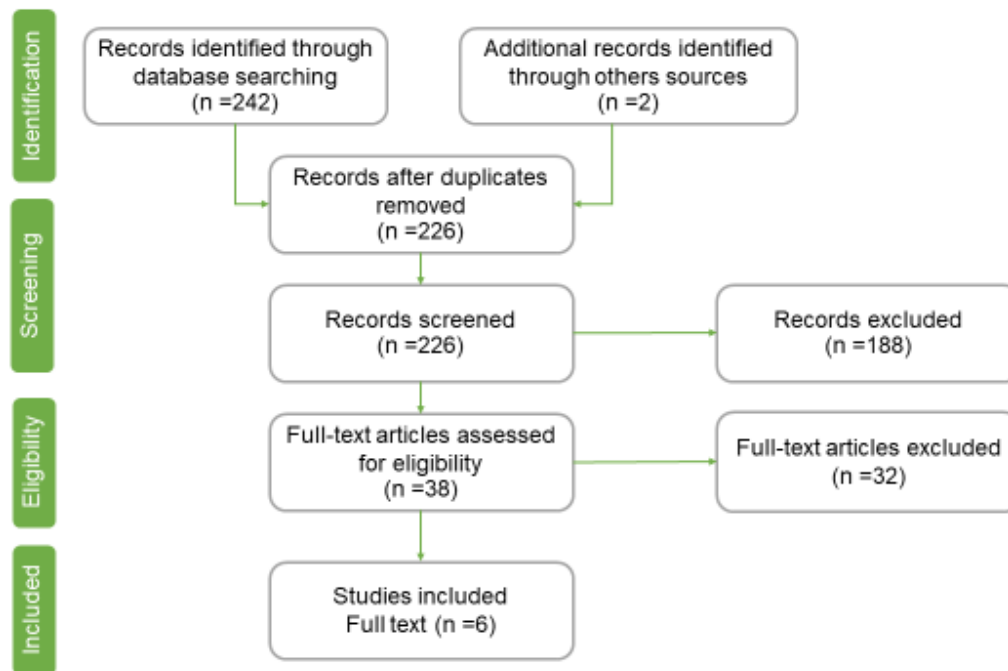 Identification
Records identified through
database searching
(n =242)
Additional records identified
through others sources
(n =2)
Records after duplicates
removed
(n =226)
Screening
Records screened
(n =226)
Records excluded
(n =188)
Eligibility
Full-text articles assessed
for eligibility
(n =38)
Full-text articles excluded
(n =32)
Included
Studies included
Full text (n =6)